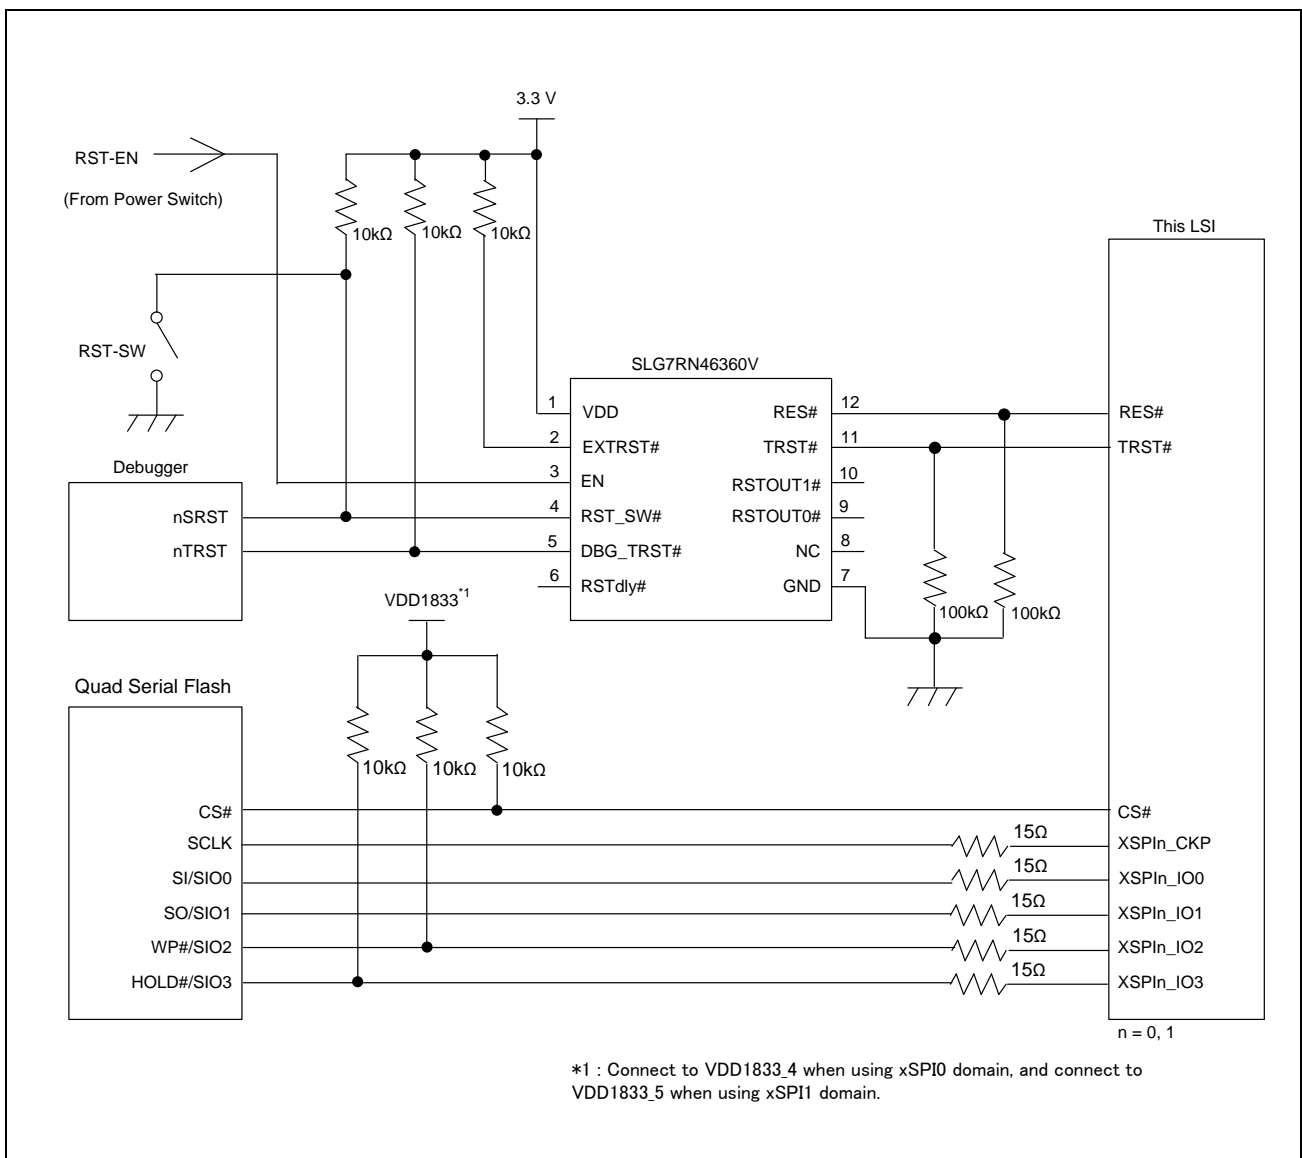 3.3 V
RST-EN
(From Power Switch)
10kΩ
10kΩ
10kΩ
This LSI
RST-SW
SLG7RN46360V
1
VDD
RES#
12
RES#
2
EXTRST#
TRST#
11
TRST#
Debugger
3
EN
RSTOUT1#
10
nSRST
4
RST_SW#
RSTOUT0#
9
nTRST
5
DBG_TRST#
NC
8
6
RSTdly#
GND
7
VDD1833*1
100kΩ
100kΩ
Quad Serial Flash
10kΩ
10kΩ
10kΩ
CS#
CS#
SCLK
15Ω
XSPIn_CKP
SI/SIO0
15Ω
XSPIn_IO0
SO/SIO1
15Ω
XSPIn_IO1
WP#/SIO2
15Ω
XSPIn_IO2
HOLD#/SIO3
15Ω
XSPIn_IO3
n = 0, 1
*1 : Connect to VDD1833_4 when using xSPI0 domain, and connect to
VDD1833_5 when using xSPI1 domain.